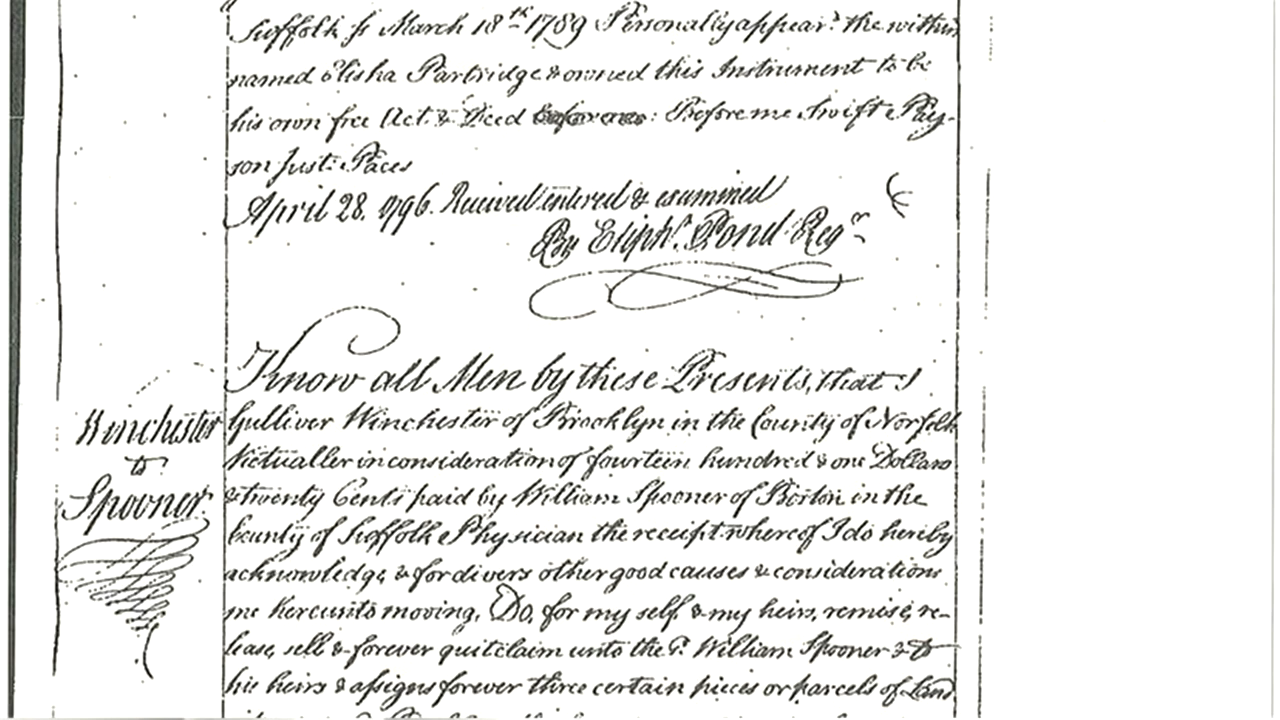 Suffolk ss March 18th 1789 Personally appeard the within
named Elisha Partridge & owned this Instrument to be
his own free Act & Deed : Before me Swift Pay-
son Just. Paces
April 28. 1796. Received entered & examined
By Elipht. Pond Regr.
Know all Men by these Presents, that I
Gulliver Winchester of Brooklyn in the County of Norfolk
Winchester
to
Spooner
Victualler in consideration of fourteen hundred & one Dollars
& twenty Cents paid by William Spooner of Boston in the
County of Suffolk Physician the receipt whereof I do hereby
acknowledge, & for divers other good causes & considerations
me hereunto moving, Do, for my self & my heirs, remise, re-
lease, sell & forever quitclaim unto the sd. William Spooner & to
his heirs & assigns forever three certain pieces or parcels of Land